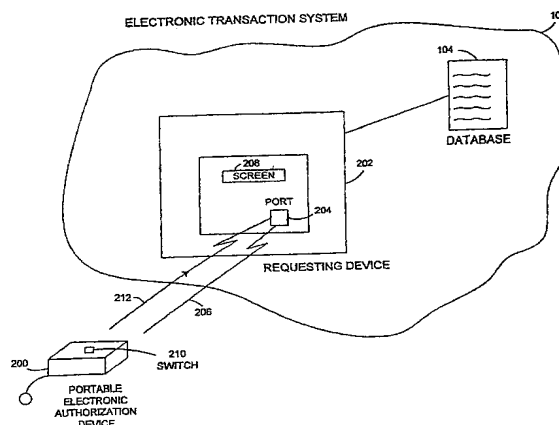 ELECTRONIC TRANSACTION SYSTEM
104
DATABASE
208
SCREEN
202
PORT
204
REQUESTING DEVICE
212
206
200
210
SWITCH
PORTABLE
ELECTRONIC
AUTHORIZATION
DEVICE